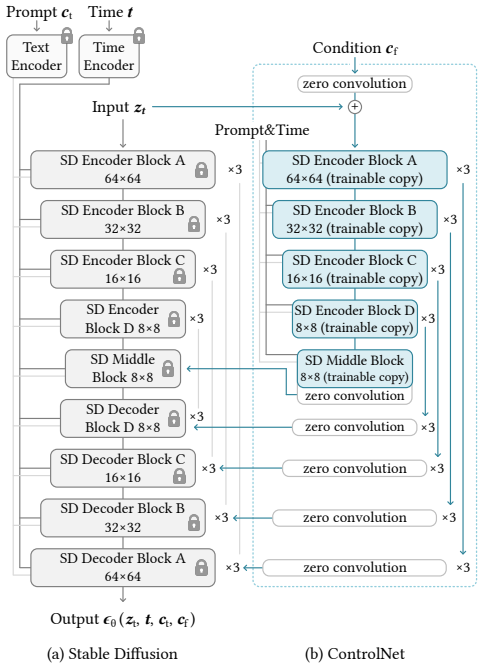 Prompt cₜ Time t
Text
Encoder
Time
Encoder
Input zₜ
SD Encoder Block A
64×64
×3
SD Encoder Block B
32×32
×3
SD Encoder Block C
16×16
×3
SD Encoder
Block D 8×8
×3
SD Middle
Block 8×8
SD Decoder
Block D 8×8
×3
SD Decoder Block C
16×16
×3
SD Decoder Block B
32×32
×3
SD Decoder Block A
64×64
×3
Output ϵθ(zₜ, t, cₜ, c_f)
(a) Stable Diffusion
Condition c_f
zero convolution
+
Prompt&Time
SD Encoder Block A
64×64 (trainable copy)
×3
SD Encoder Block B
32×32 (trainable copy)
×3
SD Encoder Block C
16×16 (trainable copy)
×3
SD Encoder Block D
8×8 (trainable copy)
×3
SD Middle Block
8×8 (trainable copy)
zero convolution
zero convolution
×3
zero convolution
×3
zero convolution
×3
zero convolution
×3
(b) ControlNet